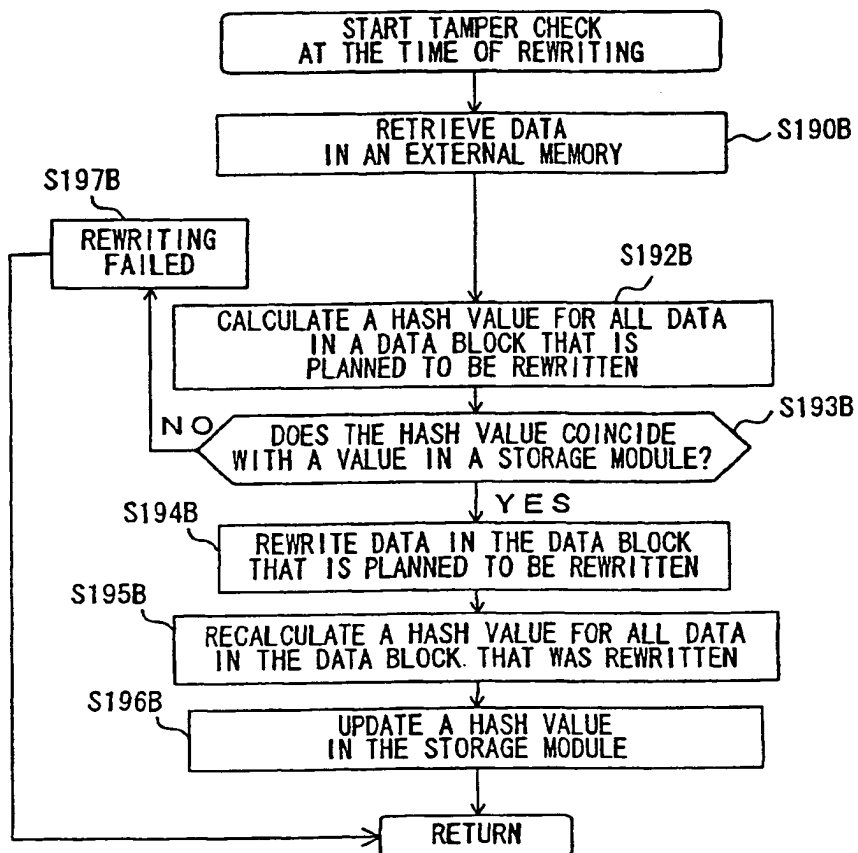 START TAMPER CHECK
AT THE TIME OF REWRITING
RETRIEVE DATA
IN AN EXTERNAL MEMORY
S190B
S197B
REWRITING
FAILED
S192B
CALCULATE A HASH VALUE FOR ALL DATA
IN A DATA BLOCK THAT IS
PLANNED TO BE REWRITTEN
S193B
NO
DOES THE HASH VALUE COINCIDE
WITH A VALUE IN A STORAGE MODULE?
YES
S194B
REWRITE DATA IN THE DATA BLOCK
THAT IS PLANNED TO BE REWRITTEN
S195B
RECALCULATE A HASH VALUE FOR ALL DATA
IN THE DATA BLOCK. THAT WAS REWRITTEN
S196B
UPDATE A HASH VALUE
IN THE STORAGE MODULE
RETURN